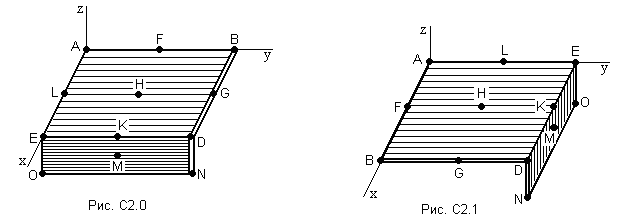 z
A F B y
L H G
E K D
x
O M N
Рис. С2.0
z
A L E y
F H K O
M
B G D
x N
Рис. С2.1